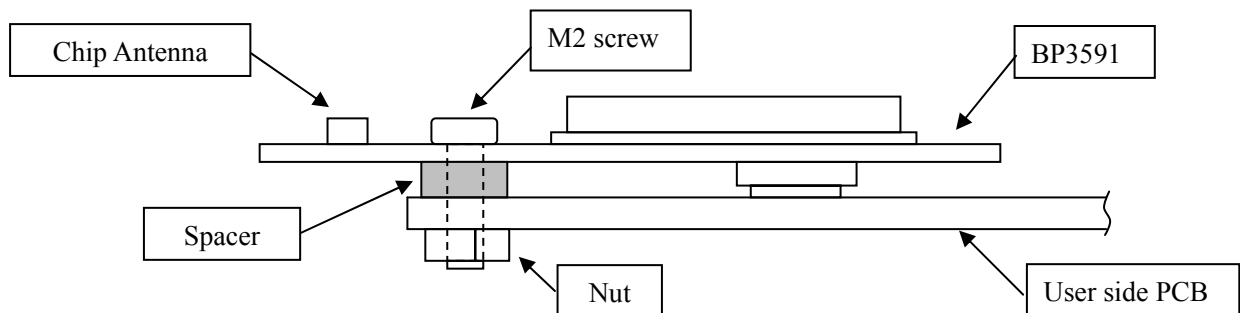 Chip Antenna
M2 screw
BP3591
Spacer
Nut
User side PCB